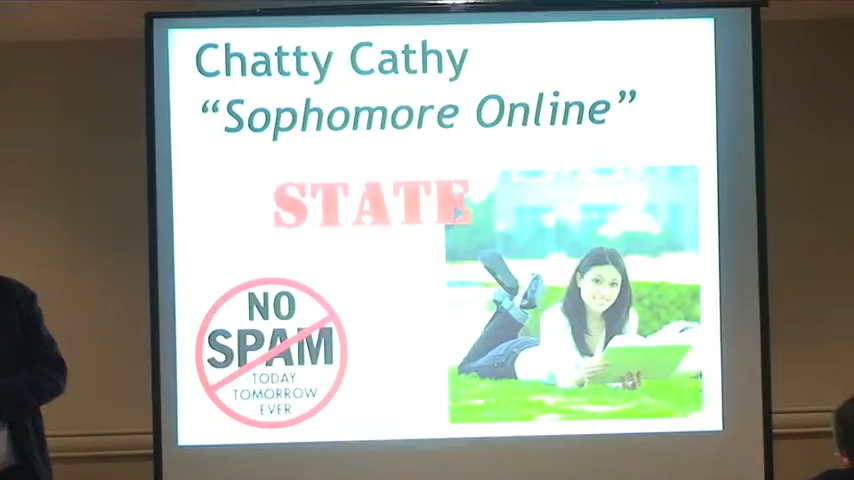 Chatty Cathy
“Sophomore Online”
STATE
NO
SPAM
TODAY
TOMORROW
EVER